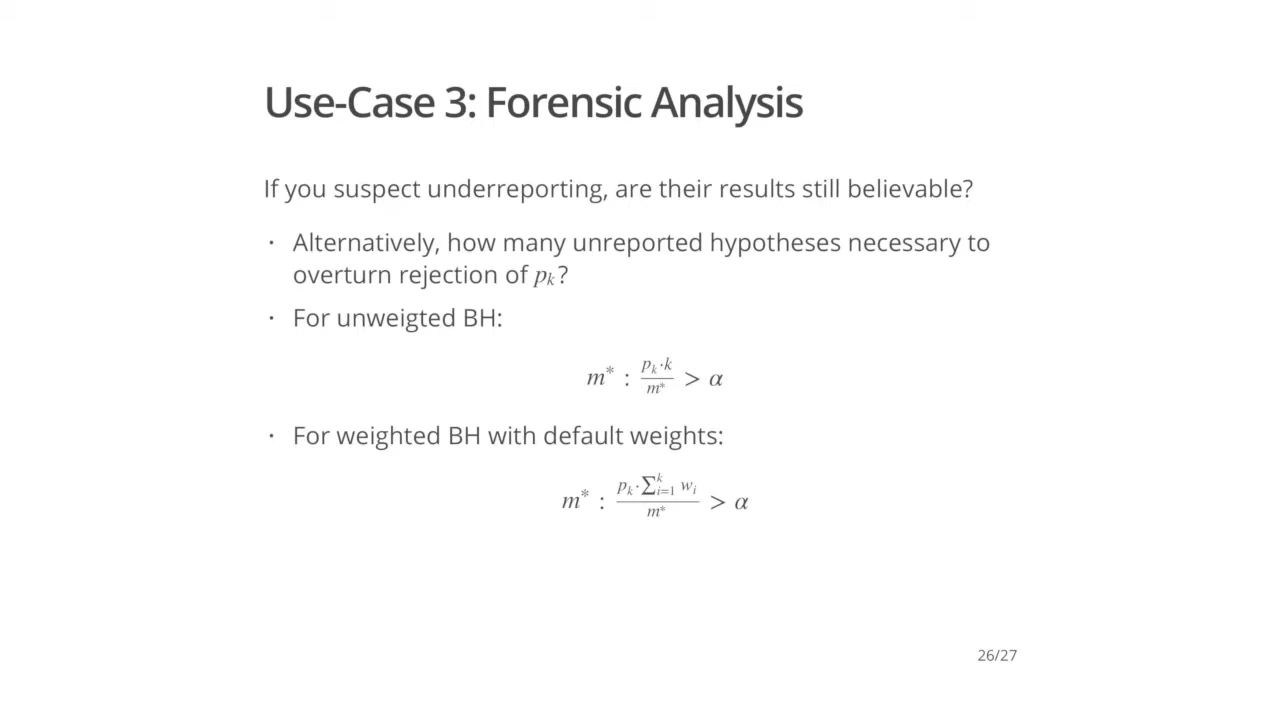 Use-Case 3: Forensic Analysis
If you suspect underreporting, are their results still believable?
· Alternatively, how many unreported hypotheses necessary to
overturn rejection of pₖ?
· For unweigted BH:
m* : (pₖ·k)/(m*) > α
· For weighted BH with default weights:
m* : (pₖ·∑ᵢ₌₁ᵏ wᵢ)/(m*) > α
26/27